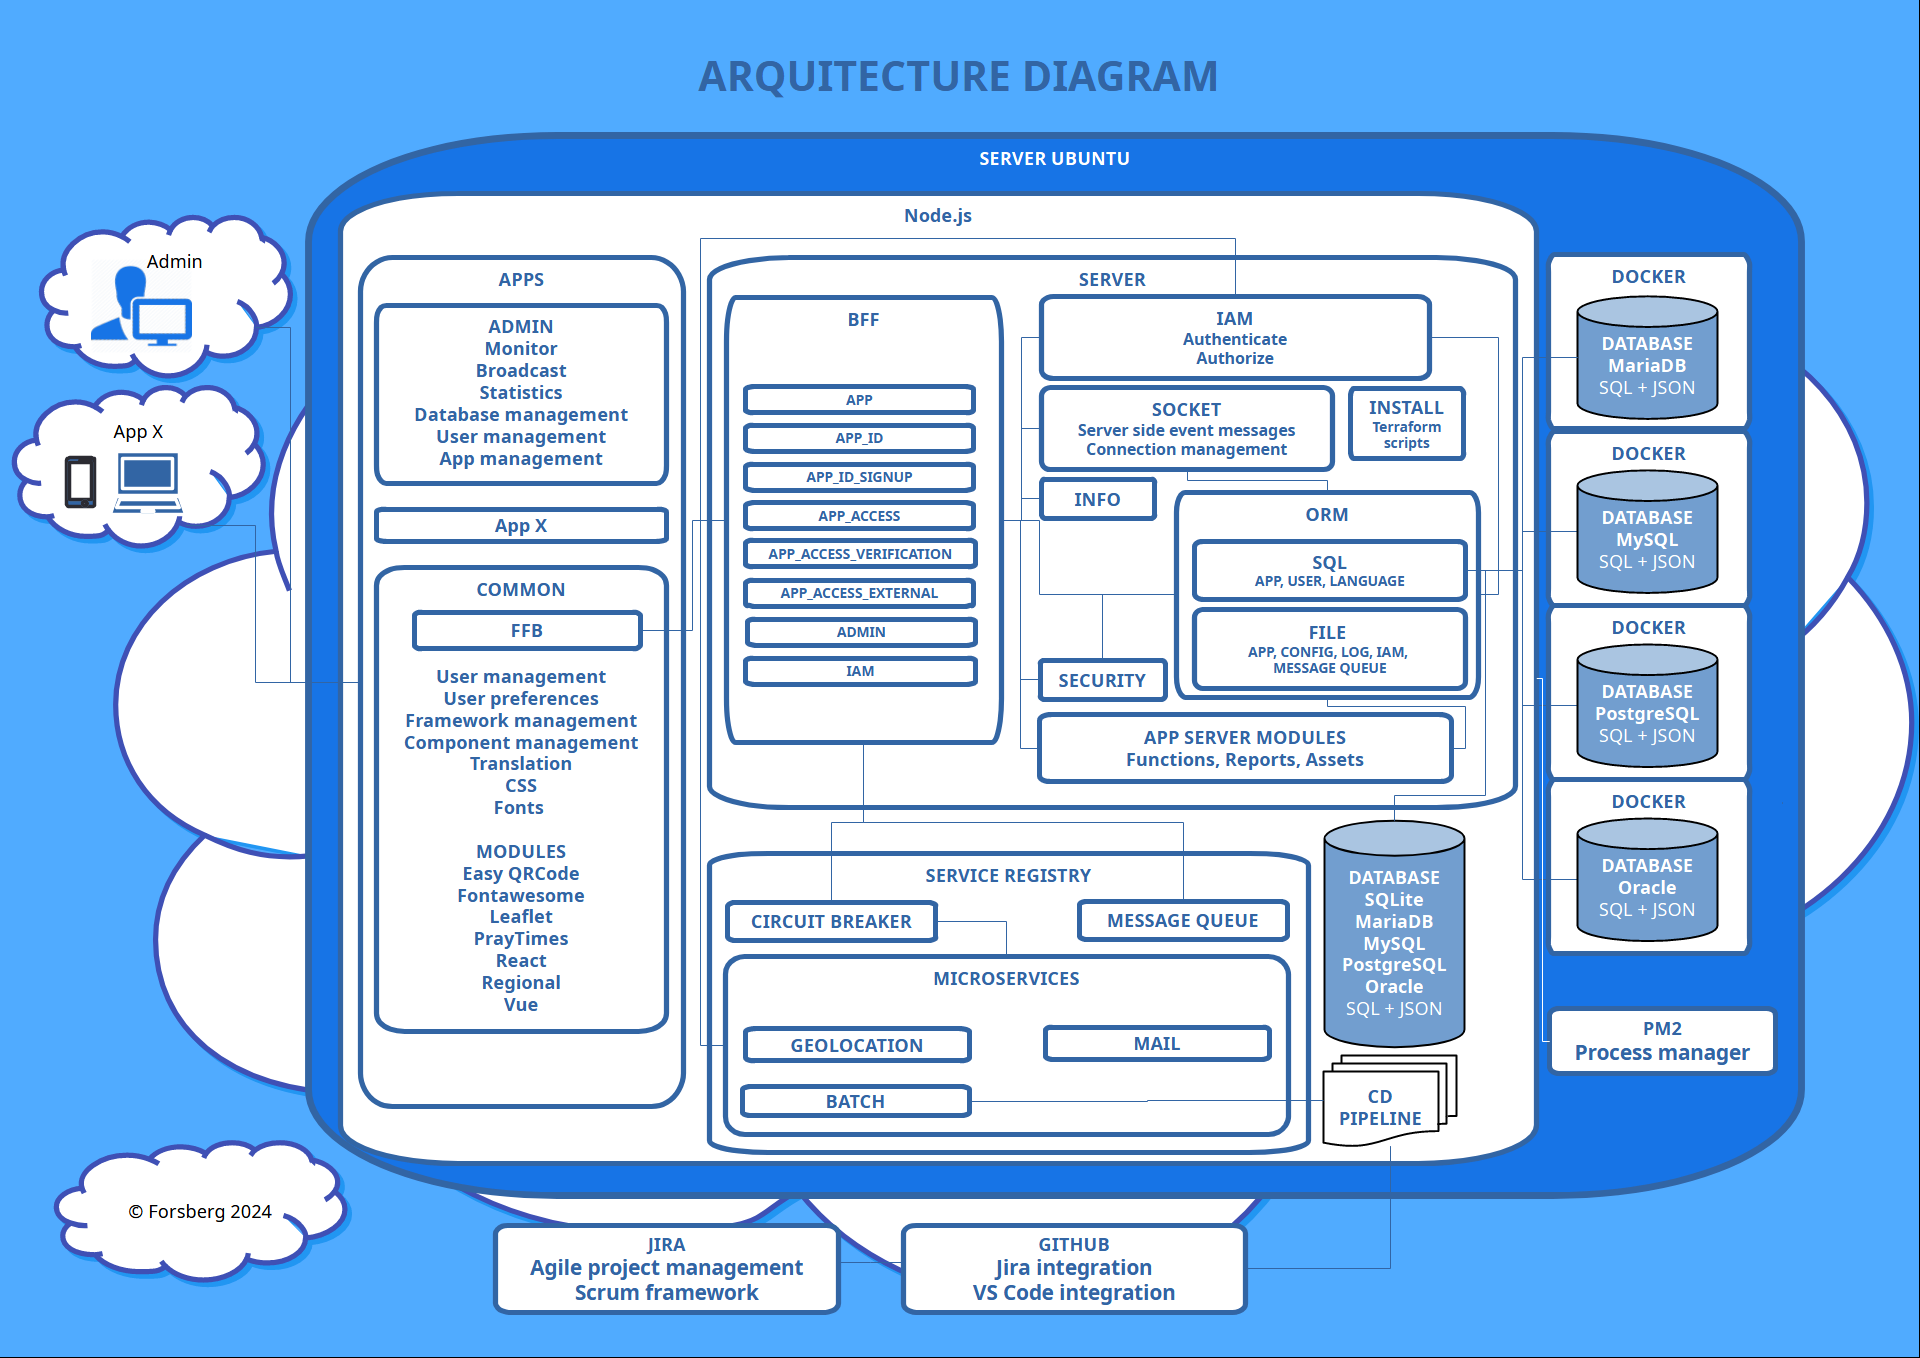 ARQUITECTURE DIAGRAM
SERVER UBUNTU
Node.js
Admin
App X
© Forsberg 2024
APPS
ADMIN
Monitor
Broadcast
Statistics
Database management
User management
App management
App X
COMMON
FFB
User management
User preferences
Framework management
Component management
Translation
CSS
Fonts
MODULES
Easy QRCode
Fontawesome
Leaflet
PrayTimes
React
Regional
Vue
SERVER
BFF
APP
APP_ID
APP_ID_SIGNUP
APP_ACCESS
APP_ACCESS_VERIFICATION
APP_ACCESS_EXTERNAL
ADMIN
IAM
IAM
Authenticate
Authorize
SOCKET
Server side event messages
Connection management
INSTALL
Terraform
scripts
INFO
ORM
SQL
APP, USER, LANGUAGE
FILE
APP, CONFIG, LOG, IAM,
MESSAGE QUEUE
SECURITY
APP SERVER MODULES
Functions, Reports, Assets
SERVICE REGISTRY
CIRCUIT BREAKER
MESSAGE QUEUE
MICROSERVICES
GEOLOCATION
MAIL
BATCH
DATABASE
SQLite
MariaDB
MySQL
PostgreSQL
Oracle
SQL + JSON
CD
PIPELINE
DOCKER
DATABASE
MariaDB
SQL + JSON
DOCKER
DATABASE
MySQL
SQL + JSON
DOCKER
DATABASE
PostgreSQL
SQL + JSON
DOCKER
DATABASE
Oracle
SQL + JSON
PM2
Process manager
JIRA
Agile project management
Scrum framework
GITHUB
Jira integration
VS Code integration